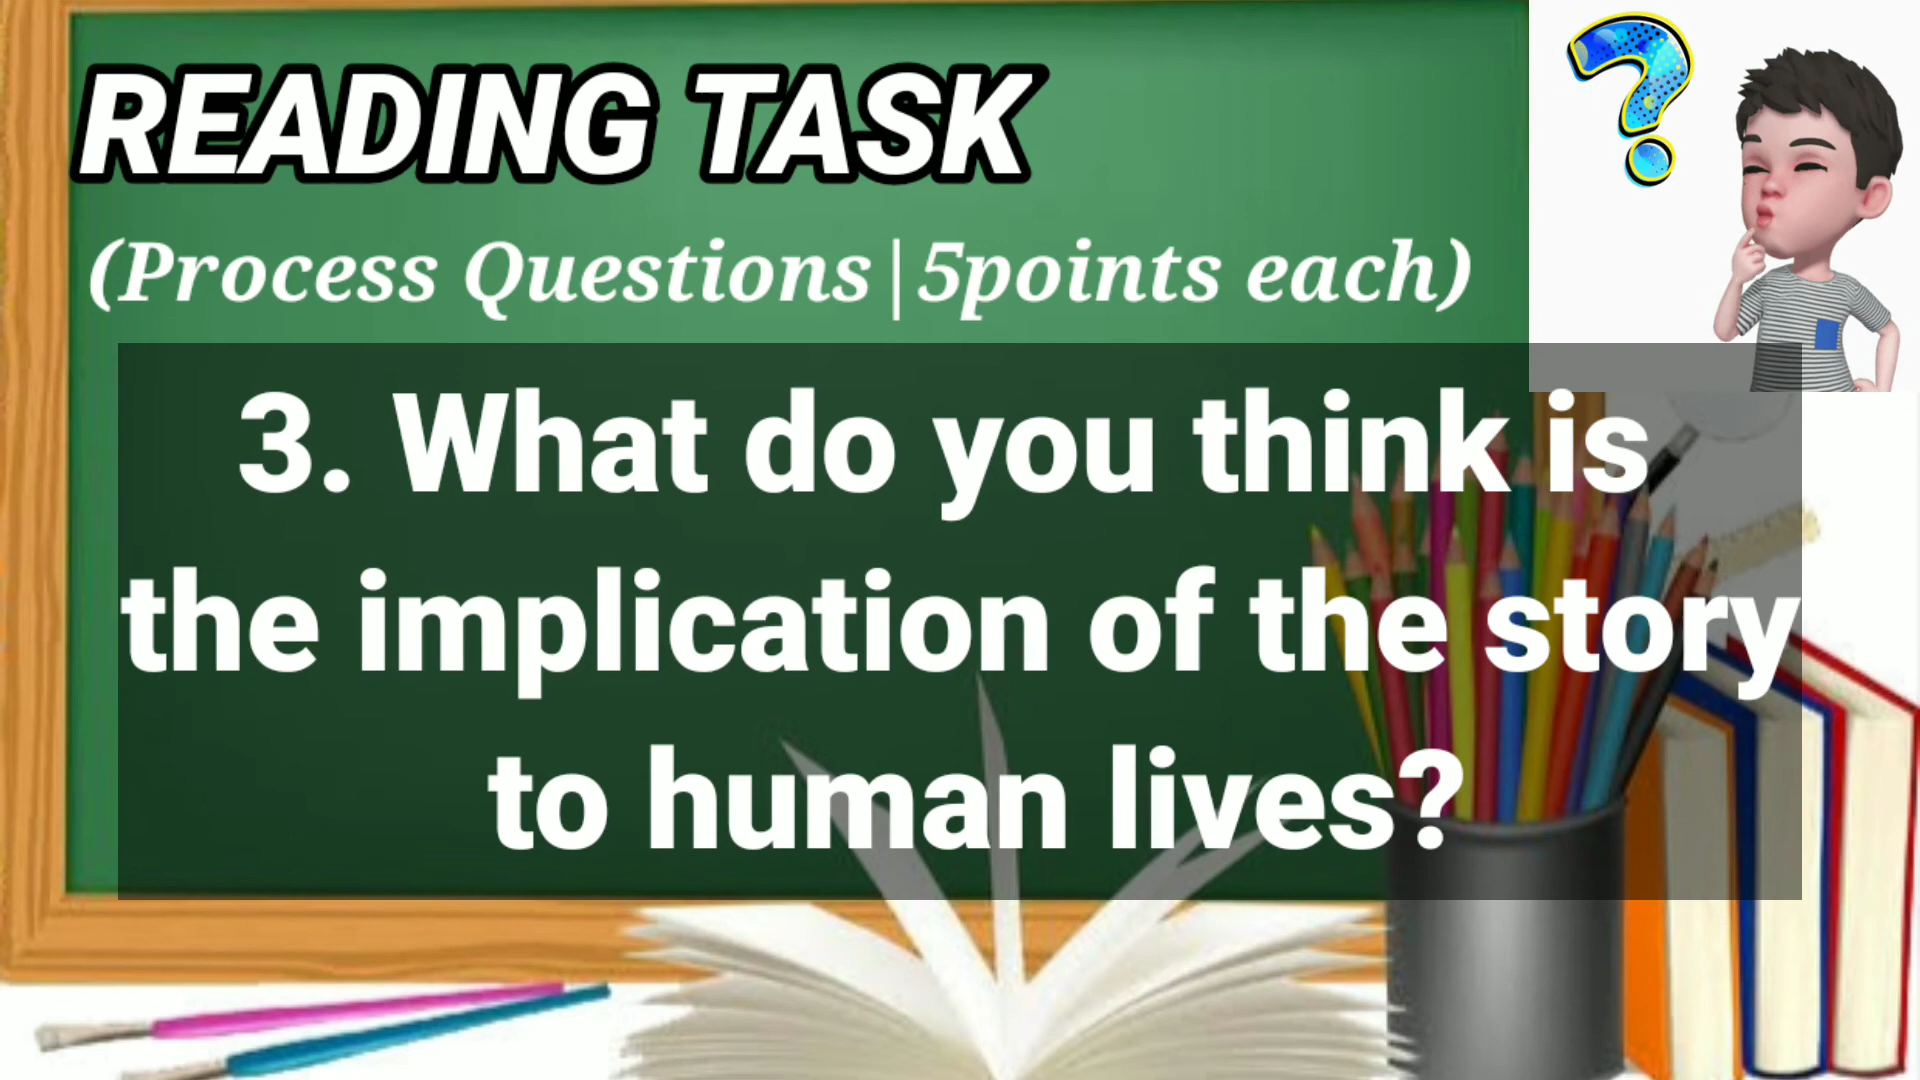 READING TASK
(Process Questions|5points each)
3. What do you think is
the implication of the story
to human lives?